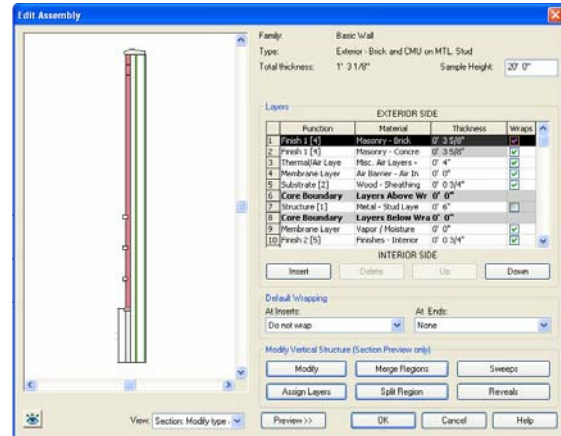 Edit Assembly
Family: Basic Wall
Type: Exterior - Brick and CMU on MTL. Stud
Total thickness: 1' 3 1/8" Sample Height: 20' 0"
Layers
EXTERIOR SIDE
Function Material Thickness Wraps
1 Finish 1 [4] Masonry - Brick 0' 3 5/8"
2 Finish 1 [4] Masonry - Concre 0' 3 5/8"
3 Thermal/Air Laye Misc. Air Layers - 0' 4"
4 Membrane Layer Air Barrier - Air In 0' 0"
5 Substrate [2] Wood - Sheathing 0' 0 3/4"
6 Core Boundary Layers Above Wr 0' 0"
7 Structure [1] Metal - Stud Laye 0' 6"
8 Core Boundary Layers Below Wra 0' 0"
9 Membrane Layer Vapor / Moisture 0' 0"
10 Finish 2 [5] Finishes - Interior 0' 0 3/4"
INTERIOR SIDE
Insert Delete Up Down
Default Wrapping
At Inserts: At Ends:
Do not wrap None
Modify Vertical Structure (Section Preview only)
Modify Merge Regions Sweeps
Assign Layers Split Region Reveals
View: Section: Modify type - Preview >> OK Cancel Help